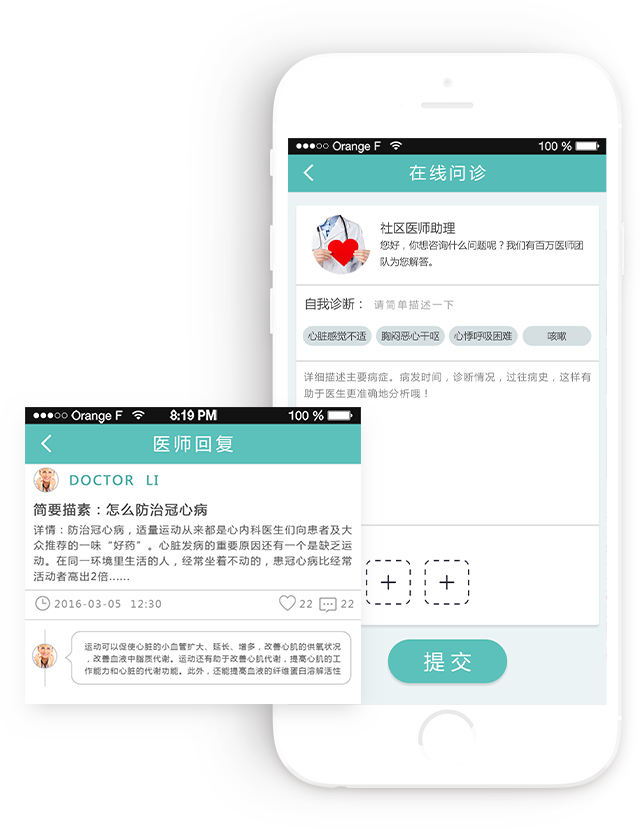 Orange F
100 %
在线问诊
社区医师助理
您好，你想咨询什么问题呢？我们有百万医师团
队为您解答。
自我诊断： 请简单描述一下
心脏感觉不适 胸闷恶心干呕 心悸呼吸困难 咳嗽
详细描述主要病症。病发时间，诊断情况，过往病史，这样有
助于医生更准确地分析哦！
+ +
提交
Orange F 8:19 PM 100 %
医师回复
DOCTOR LI
简要描素：怎么防治冠心病
详情：防治冠心病，适量运动从来都是心内科医生们向患者及大
众推荐的一味“好药”。心脏发病的重要原因还有一个是缺乏运
动。在同一环境里生活的人，经常坐着不动的，患冠心病比经常
活动者高出2倍......
2016-03-05 12:30 22 22
运动可以促使心脏的小血管扩大、延长、增多，改善心肌的供氧状况
，改善血液中脂质代谢。运动还有助于改善心肌代谢，提高心肌的工
作能力和心脏的代谢功能。此外，还能提高血液的纤维蛋白溶解活性